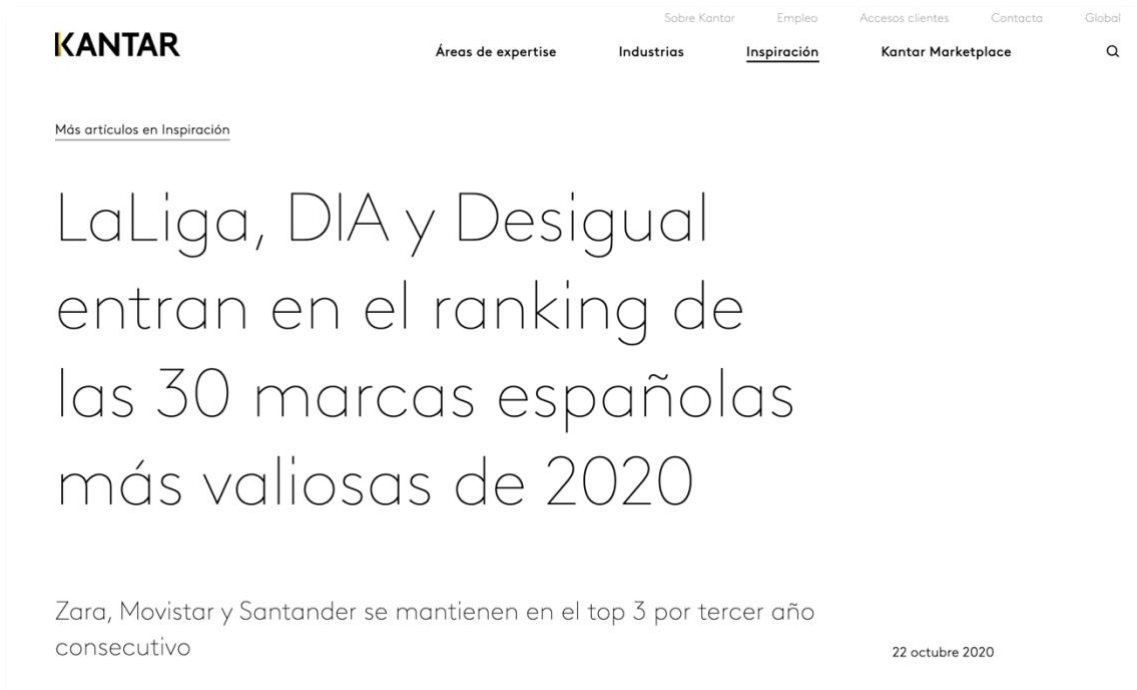 Sobre Kantar Empleo Accesos clientes Contacta Global
KANTAR
Áreas de expertise Industrias Inspiración Kantar Marketplace
Más artículos en Inspiración
LaLiga, DIA y Desigual
entran en el ranking de
las 30 marcas españolas
más valiosas de 2020
Zara, Movistar y Santander se mantienen en el top 3 por tercer año
consecutivo
22 octubre 2020